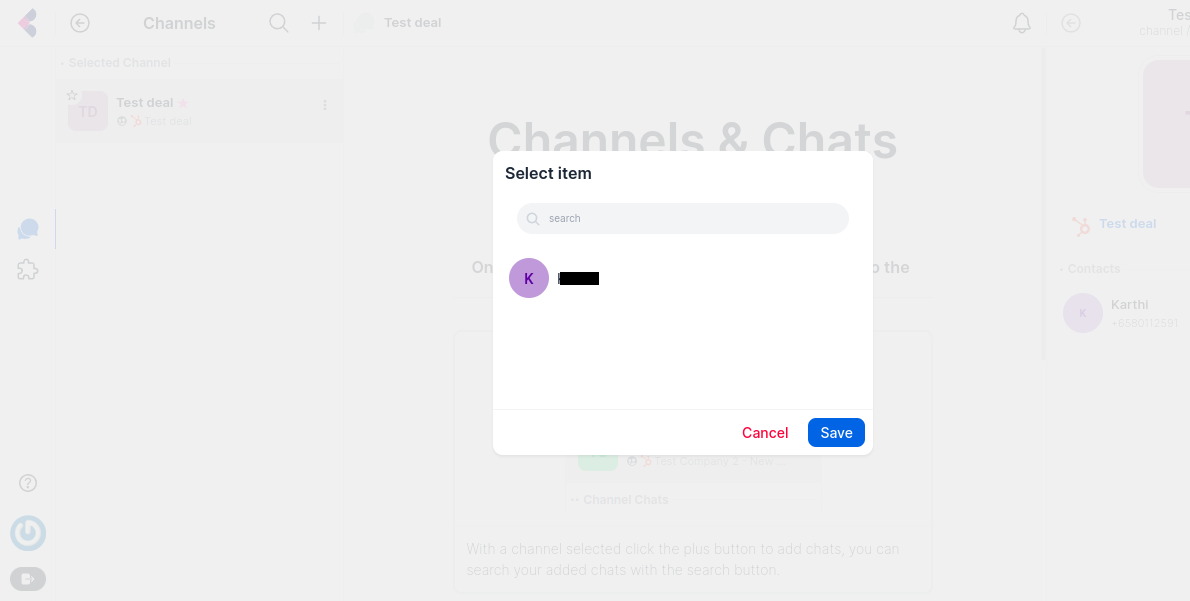 Channels
Test deal
Tes
channel /
- Selected Channel
TD
Test deal
Test deal
Channels & Chats
Select item
search
K
Cancel
Save
On
o the
Test deal
- Contacts
K
Karthi
+6580112591
Test Company 2 - New ...
-- Channel Chats
With a channel selected click the plus button to add chats, you can
search your added chats with the search button.